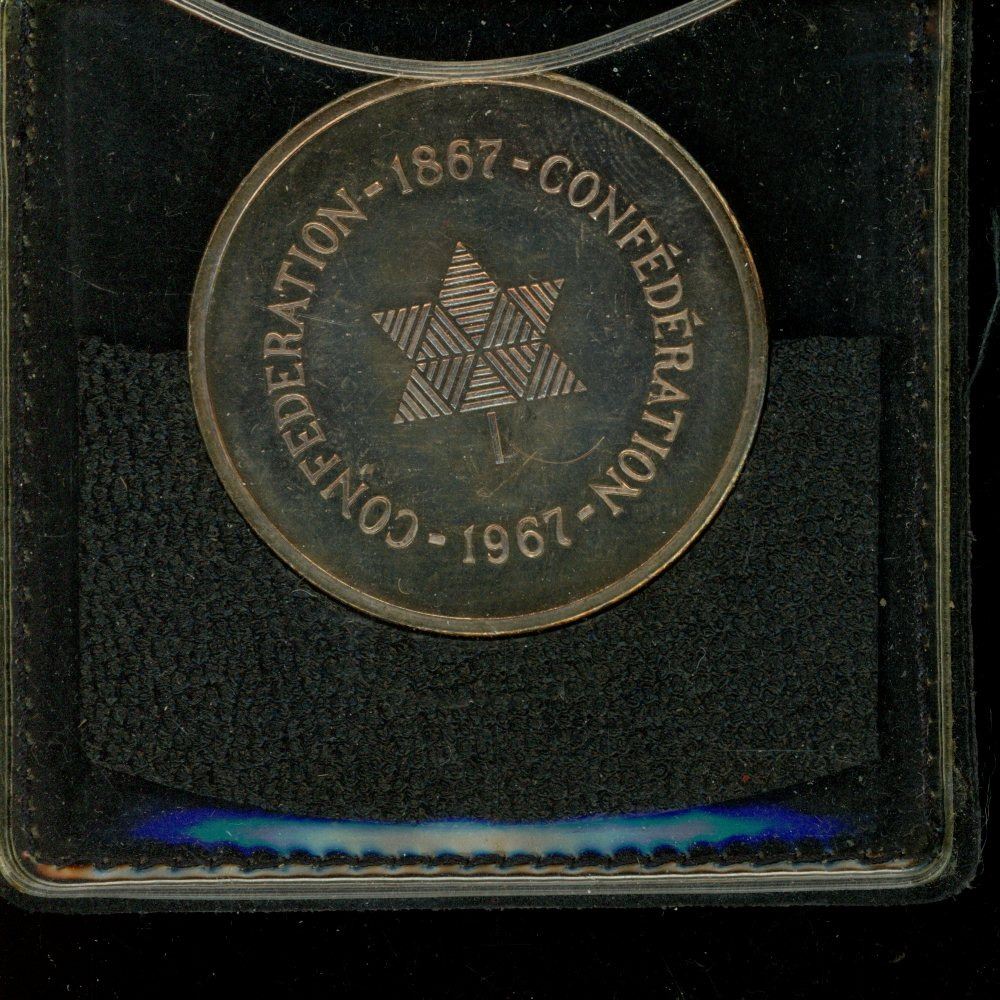 CONFEDERATION - 1867 - CONFÉDÉRATION - 1967 -